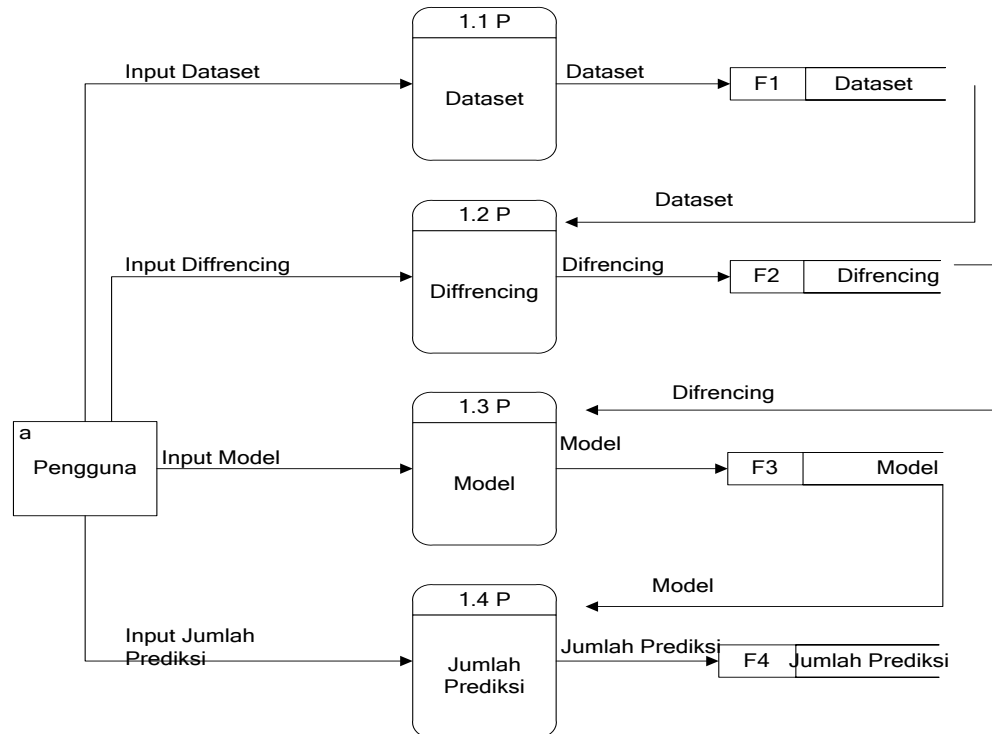 1.1 P
Input Dataset
Dataset
Dataset
F1
Dataset
Dataset
1.2 P
Input Diffrencing
Diffrencing
Difrencing
F2
Difrencing
Difrencing
1.3 P
a
Pengguna
Input Model
Model
Model
F3
Model
Model
1.4 P
Input Jumlah
Prediksi
Jumlah
Prediksi
Jumlah Prediksi
F4
Jumlah Prediksi